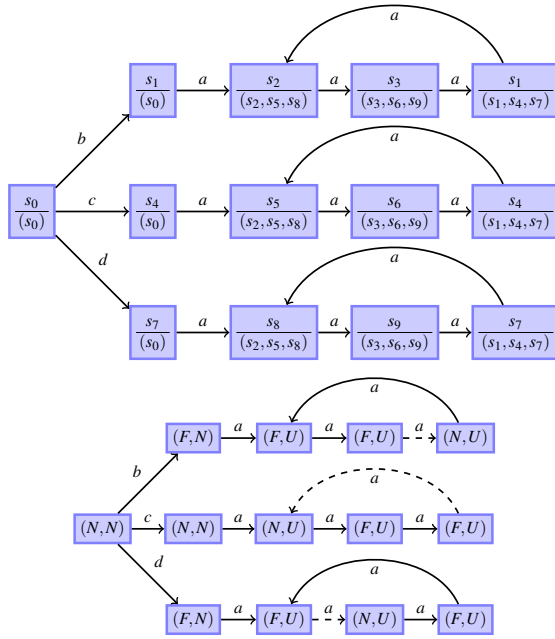 a
s1 a s2 a s3 a s1
(s0) (s2, s5, s8) (s3, s6, s9) (s1, s4, s7)
b
a
s0 c s4 a s5 a s6 a s4
(s0) (s0) (s2, s5, s8) (s3, s6, s9) (s1, s4, s7)
d
a
s7 a s8 a s9 a s7
(s0) (s2, s5, s8) (s3, s6, s9) (s1, s4, s7)
a
(F,N) a (F,U) a (F,U) a (N,U)
b
a
(N,N) c (N,N) a (N,U) a (F,U) a (F,U)
d
a
(F,N) a (F,U) a (N,U) a (F,U)